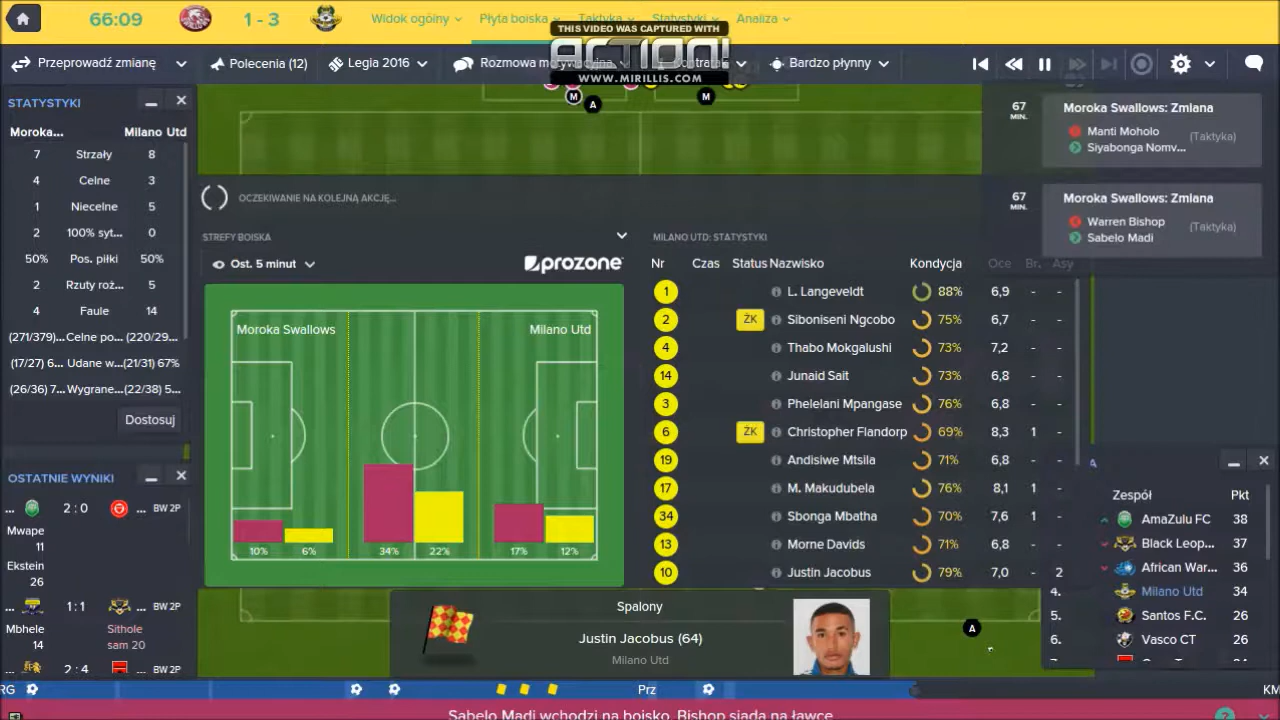 66:09
1 - 3
Widok ogólny
Płyta boiska
Taktyka
Statystyki
Analiza
THIS VIDEO WAS CAPTURED WITH
ACTION!
WWW.MIRILLIS.COM
Przeprowadź zmianę
Polecenia (12)
Legia 2016
Rozmowa motywacyjna
Kontratak
Bardzo płynny
STATYSTYKI
Moroka... Milano Utd
7 Strzały 8
4 Celne 3
1 Niecelne 5
2 100% syt... 0
50% Pos. piłki 50%
2 Rzuty roż... 5
4 Faule 14
(271/379)... Celne po... (220/29...
(17/27) 6... Udane w... (21/31) 67%
(26/36) 7... Wygrane... (22/38) 5...
Dostosuj
OSTATNIE WYNIKI
... 2 : 0 ... BW 2P
Mwape
11
Ekstein
26
... 1 : 1 ... BW 2P
Mbhele Sithole
14 sam 20
... 2 : 4 ... BW 2P
M A M
OCZEKIWANIE NA KOLEJNĄ AKCJĘ...
STREFY BOISKA
Ost. 5 minut
prozone
Moroka Swallows Milano Utd
10% 6% 34% 22% 17% 12%
MILANO UTD: STATYSTYKI
Nr Czas Status Nazwisko Kondycja Oce Br. Asy
1 L. Langeveldt 88% 6,9 - -
2 ŻK Siboniseni Ngcobo 75% 6,7 - -
4 Thabo Mokgalushi 73% 7,2 - -
14 Junaid Sait 73% 6,8 - -
3 Phelelani Mpangase 76% 6,8 - -
6 ŻK Christopher Flandorp 69% 8,3 1 -
19 Andisiwe Mtsila 71% 6,8 - -
17 M. Makudubela 76% 8,1 1 -
34 Sbonga Mbatha 70% 7,6 1 -
13 Morne Davids 71% 6,8 - -
10 Justin Jacobus 79% 7,0 - 2
67 MIN.
Moroka Swallows: Zmiana
Manti Moholo
Siyabonga Nomv...
(Taktyka)
67 MIN.
Moroka Swallows: Zmiana
Warren Bishop
Sabelo Madi
(Taktyka)
Zespół Pkt
AmaZulu FC 38
Black Leop... 37
African War... 36
4. Milano Utd 34
5. Santos F.C. 26
6. Vasco CT 26
Spalony
Justin Jacobus (64)
Milano Utd
A
RG
Prz
KM
Sabelo Madi wchodzi na boisko, Bishop siada na ławce